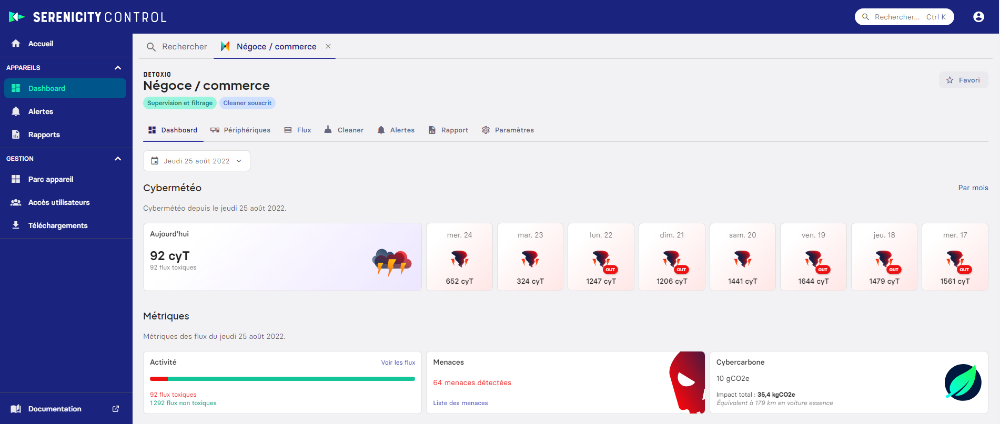 SERENICITY CONTROL
Rechercher... Ctrl K
Accueil
APPAREILS
Dashboard
Alertes
Rapports
GESTION
Parc appareil
Accès utilisateurs
Téléchargements
Documentation
Rechercher
Négoce / commerce
DETOXIO
Négoce / commerce
Favori
Supervision et filtrage
Cleaner souscrit
Dashboard
Périphériques
Flux
Cleaner
Alertes
Rapport
Paramètres
Jeudi 25 août 2022
Cybermétéo
Par mois
Cybermétéo depuis le jeudi 25 août 2022.
Aujourd'hui
92 cyT
92 flux toxiques
mer. 24
652 cyT
mar. 23
324 cyT
lun. 22
OUT
1247 cyT
dim. 21
OUT
1206 cyT
sam. 20
1441 cyT
ven. 19
OUT
1644 cyT
jeu. 18
OUT
1479 cyT
mer. 17
OUT
1561 cyT
Métriques
Métriques des flux du jeudi 25 août 2022.
Activité
Voir les flux
92 flux toxiques
1 292 flux non toxiques
Menaces
64 menaces détectées
Liste des menaces
Cybercarbone
10 gCO2e
Impact total : 35,4 kgCO2e
Équivalent à 179 km en voiture essence